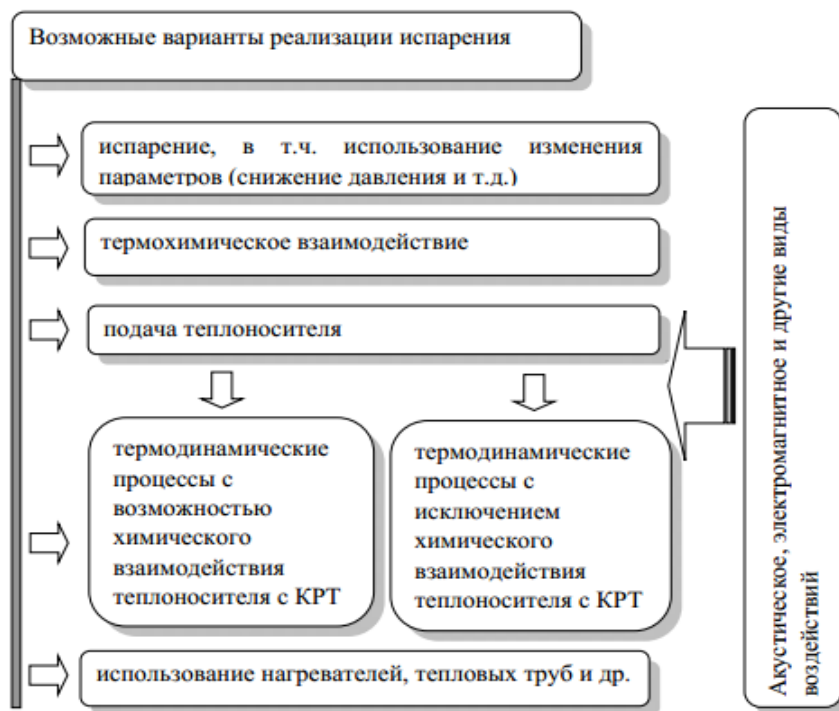 Возможные варианты реализации испарения
испарение, в т.ч. использование изменения
параметров (снижение давления и т.д.)
термохимическое взаимодействие
подача теплоносителя
термодинамические
процессы с
возможностью
химического
взаимодействия
теплоносителя с КРТ
термодинамические
процессы с
исключением
химического
взаимодействия
теплоносителя с КРТ
использование нагревателей, тепловых труб и др.
Акустическое, электромагнитное и другие виды
воздействий